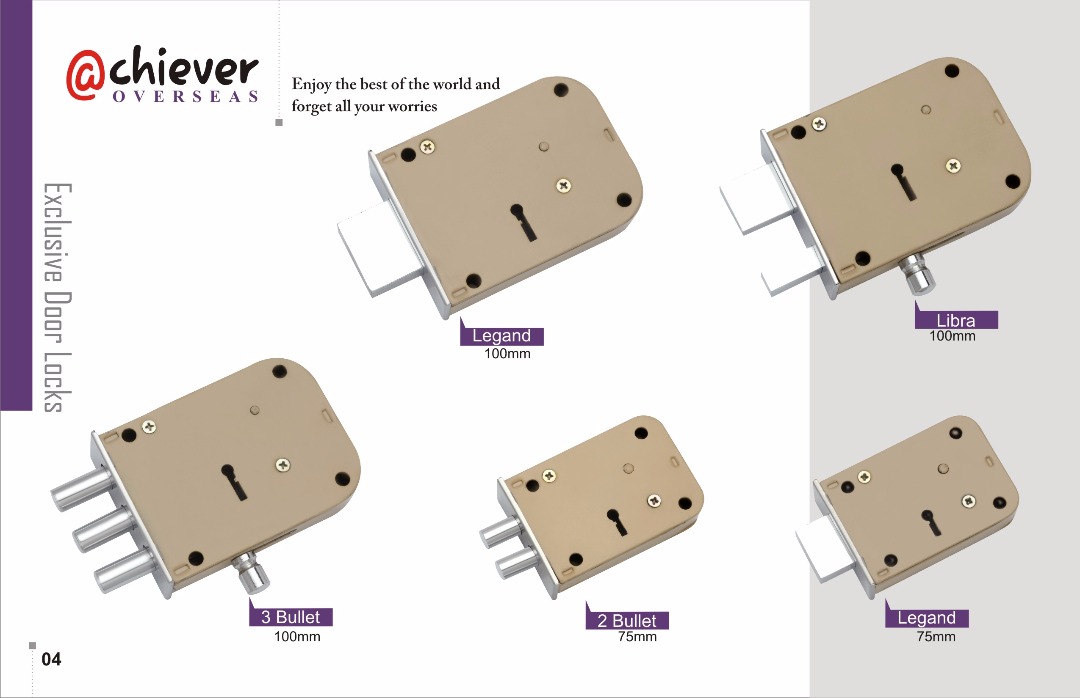 @chiever
OVERSEAS
Enjoy the best of the world and
forget all your worries
Exclusive Door Locks
Legand
100mm
Libra
100mm
3 Bullet
100mm
2 Bullet
75mm
Legand
75mm
04